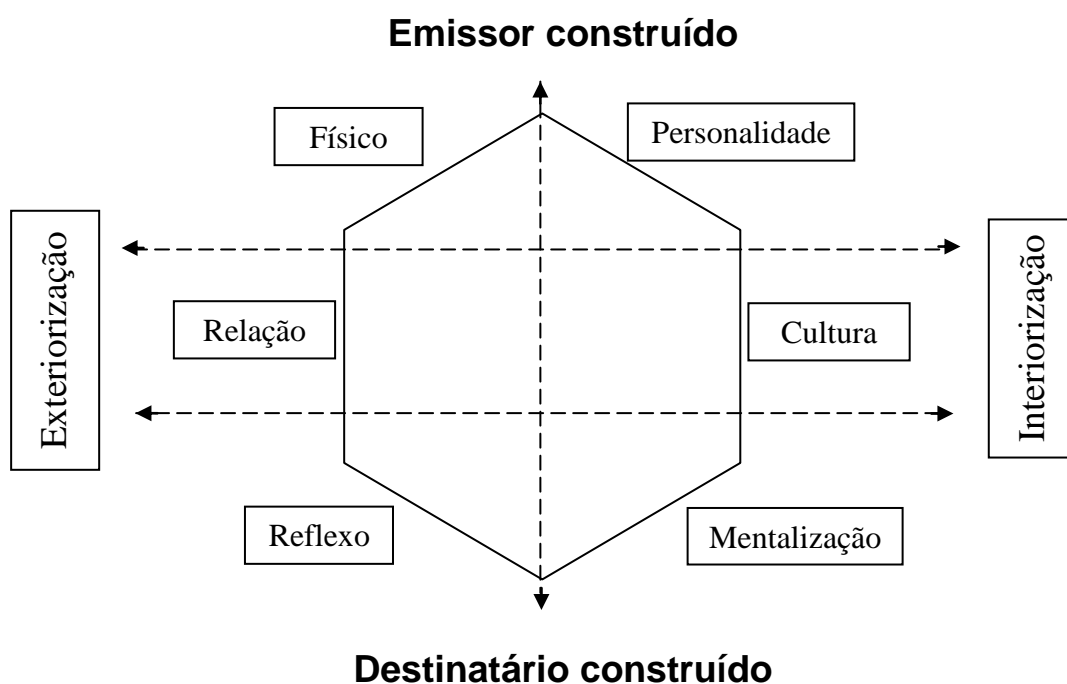 Emissor construído
Físico
Personalidade
Exteriorização
Interiorização
Relação
Cultura
Reflexo
Mentalização
Destinatário construído